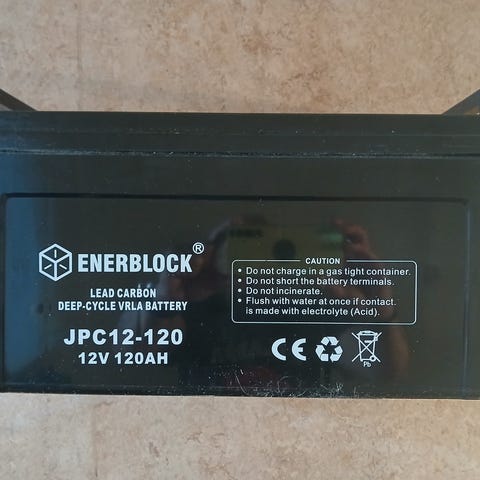 ENERBLOCK®
LEAD CARBON
DEEP-CYCLE VRLA BATTERY
JPC12-120
12V 120AH
CAUTION
• Do not charge in a gas tight container.
• Do not short the battery terminals.
• Do not incinerate.
• Flush with water at once if contact.
is made with electrolyte (Acid).
CE
Pb